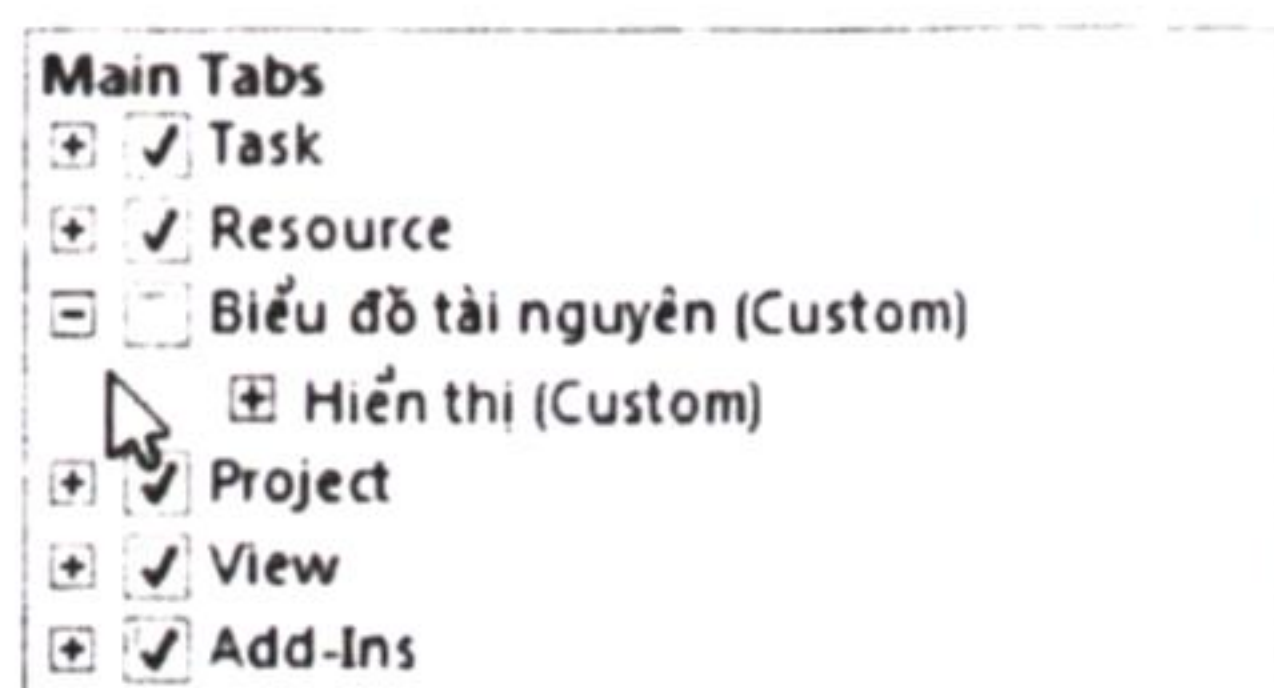 Main Tabs
Task
Resource
Biểu đồ tài nguyên (Custom)
Hiển thị (Custom)
Project
View
Add-Ins